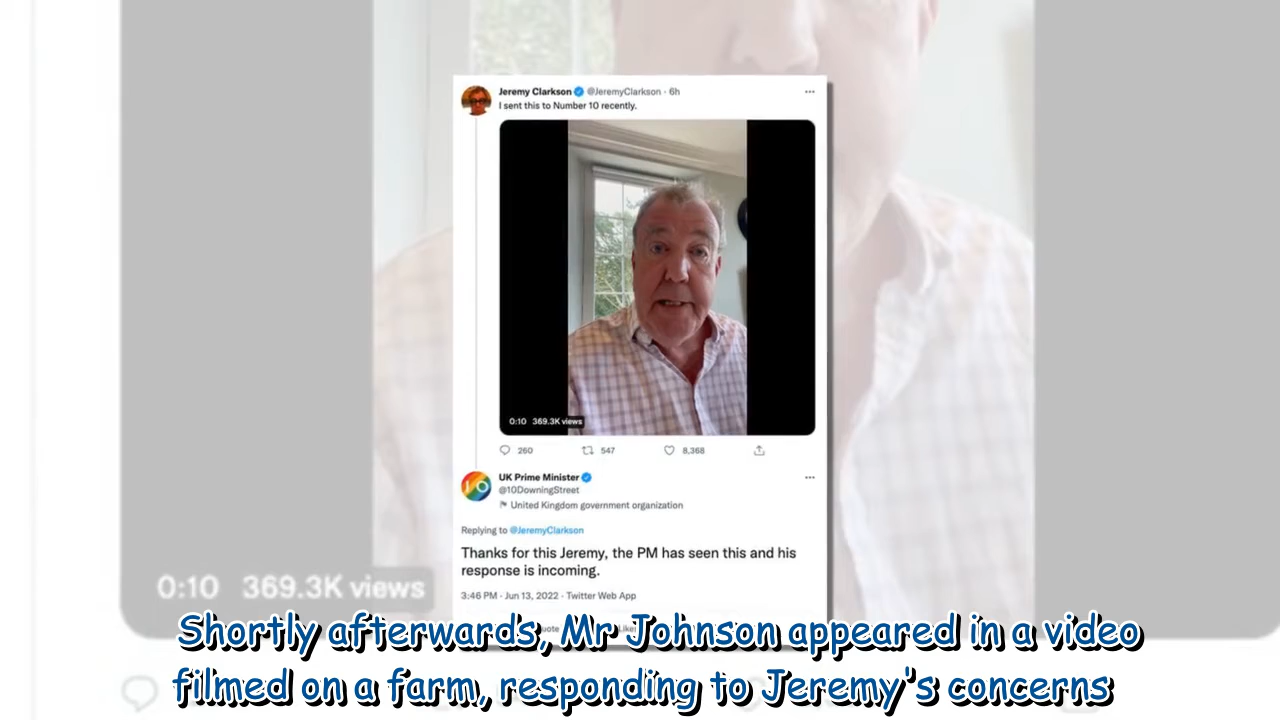 Jeremy Clarkson @JeremyClarkson · 6h
I sent this to Number 10 recently.
0:10 369.3K views
260 547 8,368
UK Prime Minister
@10DowningStreet
United Kingdom government organization
Replying to @JeremyClarkson
Thanks for this Jeremy, the PM has seen this and his
response is incoming.
3:46 PM · Jun 13, 2022 · Twitter Web App
0:10 369.3K views
Shortly afterwards, Mr Johnson appeared in a video
filmed on a farm, responding to Jeremy's concerns